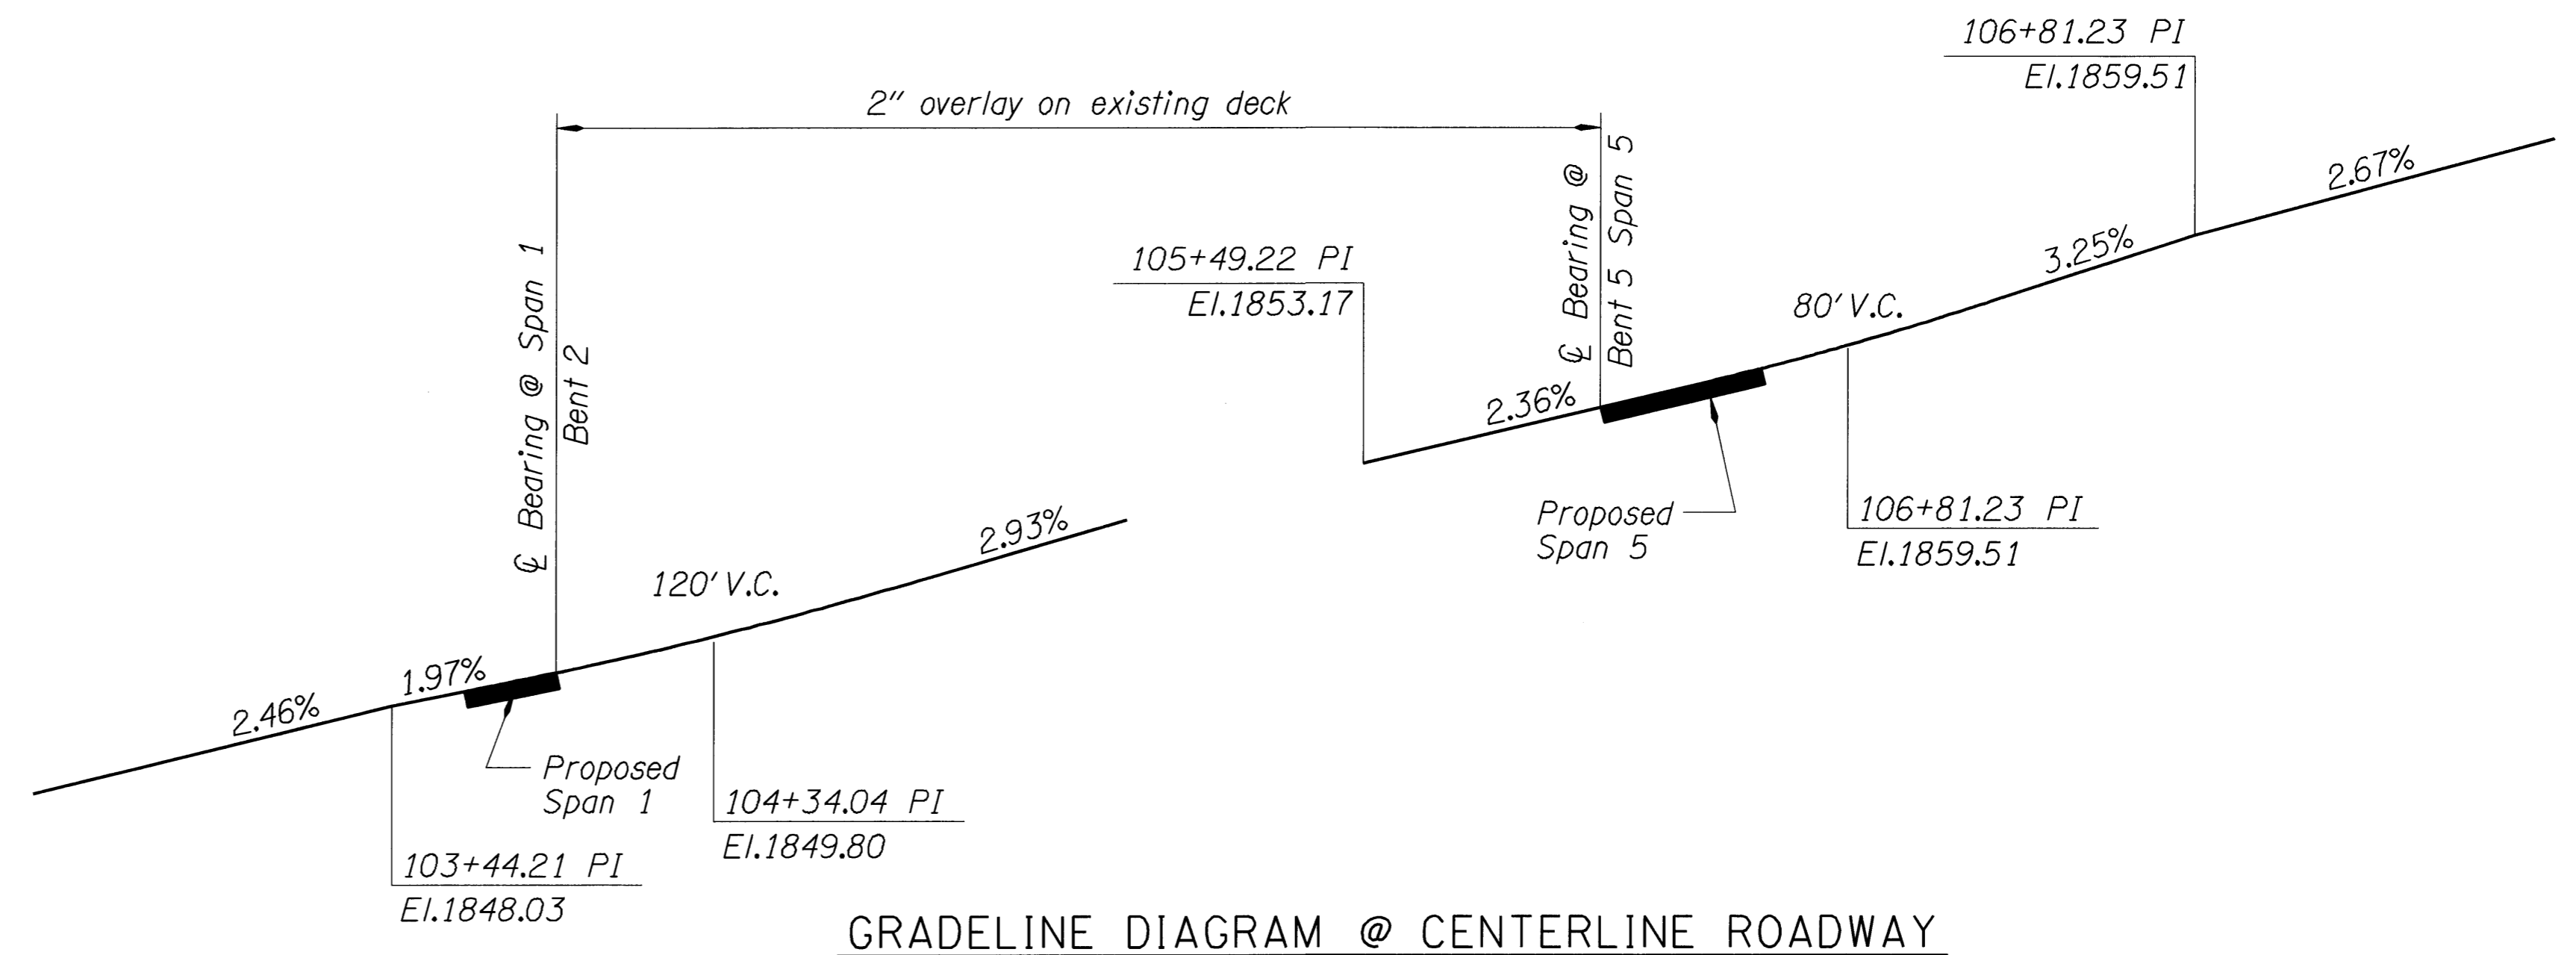 106+81.23 PI
El.1859.51
2" overlay on existing deck
2.67%
℄ Bearing @
Bent 5 Span 5
3.25%
105+49.22 PI
El.1853.17
℄ Bearing @ Span 1
Bent 2
80' V.C.
2.36%
Proposed
Span 5
106+81.23 PI
El.1859.51
2.93%
120' V.C.
1.97%
2.46%
Proposed
Span 1
104+34.04 PI
El.1849.80
103+44.21 PI
El.1848.03
GRADELINE DIAGRAM @ CENTERLINE ROADWAY